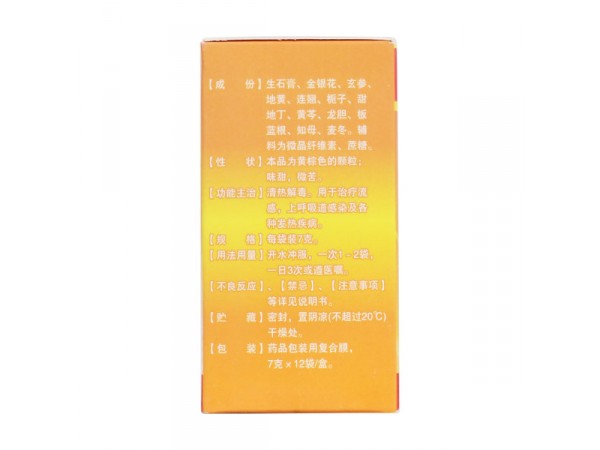 【成 份】生石膏、金银花、玄参、
地黄、连翘、栀子、甜
地丁、黄芩、龙胆、板
蓝根、知母、麦冬。辅
料为微晶纤维素、蔗糖。
【性 状】本品为黄棕色的颗粒;
味甜、微苦。
【功能主治】清热解毒。用于治疗流
感，上呼吸道感染及各
种发热疾病。
【规 格】每袋装7克。
【用法用量】开水冲服，一次1~2袋，
一日3次或遵医嘱。
【不良反应】、【禁忌】、【注意事项】
等详见说明书。
【贮 藏】密封，置阴凉(不超过20℃)
干燥处。
【包 装】药品包装用复合膜，
7克×12袋/盒。